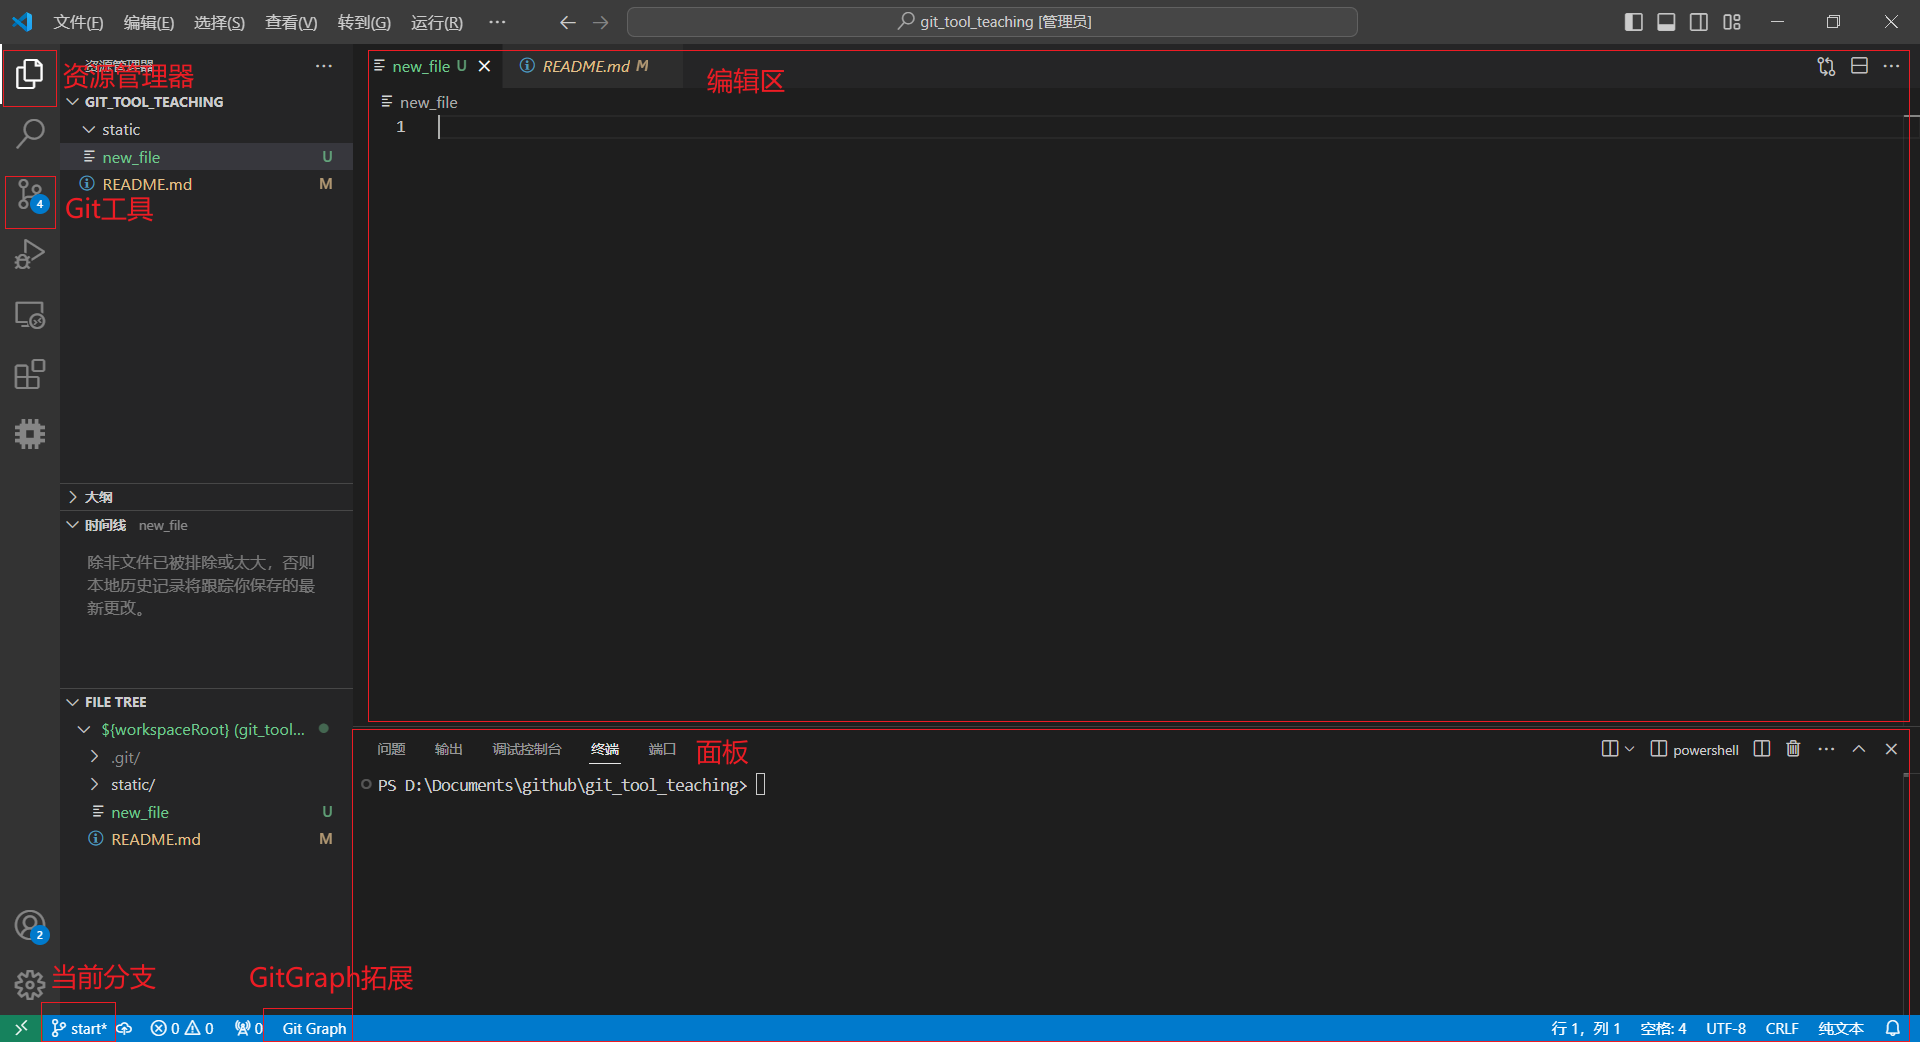 文件(F) 编辑(E) 选择(S) 查看(V) 转到(G) 运行(R) ··· git_tool_teaching [管理员]
资源管理器 ···
资源管理器
GIT_TOOL_TEACHING
static
new_file U
README.md M
4
Git工具
大纲
时间线 new_file
除非文件已被排除或太大，否则
本地历史记录将跟踪你保存的最
新更改。
FILE TREE
${workspaceRoot} (git_tool...
.git/
static/
new_file U
README.md M
2
当前分支
GitGraph拓展
new_file U README.md M
编辑区
new_file
1
问题 输出 调试控制台 终端 端口 面板 powershell
PS D:\Documents\github\git_tool_teaching>
start* 0 0 0 Git Graph 行 1，列 1 空格: 4 UTF-8 CRLF 纯文本